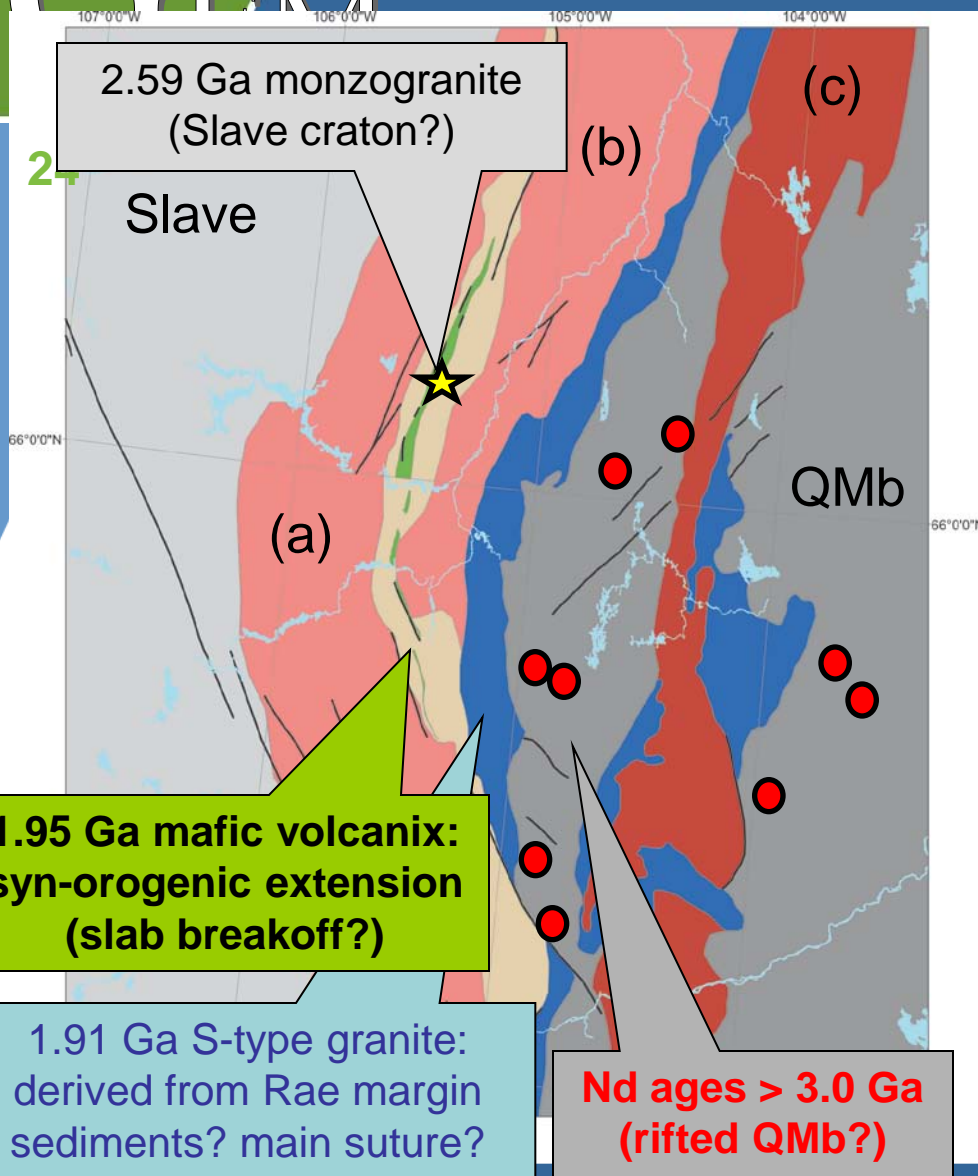 107°0'0"W 106°0'0"W 105°0'0"W 104°0'0"W
2.59 Ga monzogranite
(Slave craton?)
(c)
(b)
24
Slave
66°0'0"N
QMb
66°0'0"N
(a)
1.95 Ga mafic volcanix:
syn-orogenic extension
(slab breakoff?)
1.91 Ga S-type granite:
derived from Rae margin
sediments? main suture?
Nd ages > 3.0 Ga
(rifted QMb?)